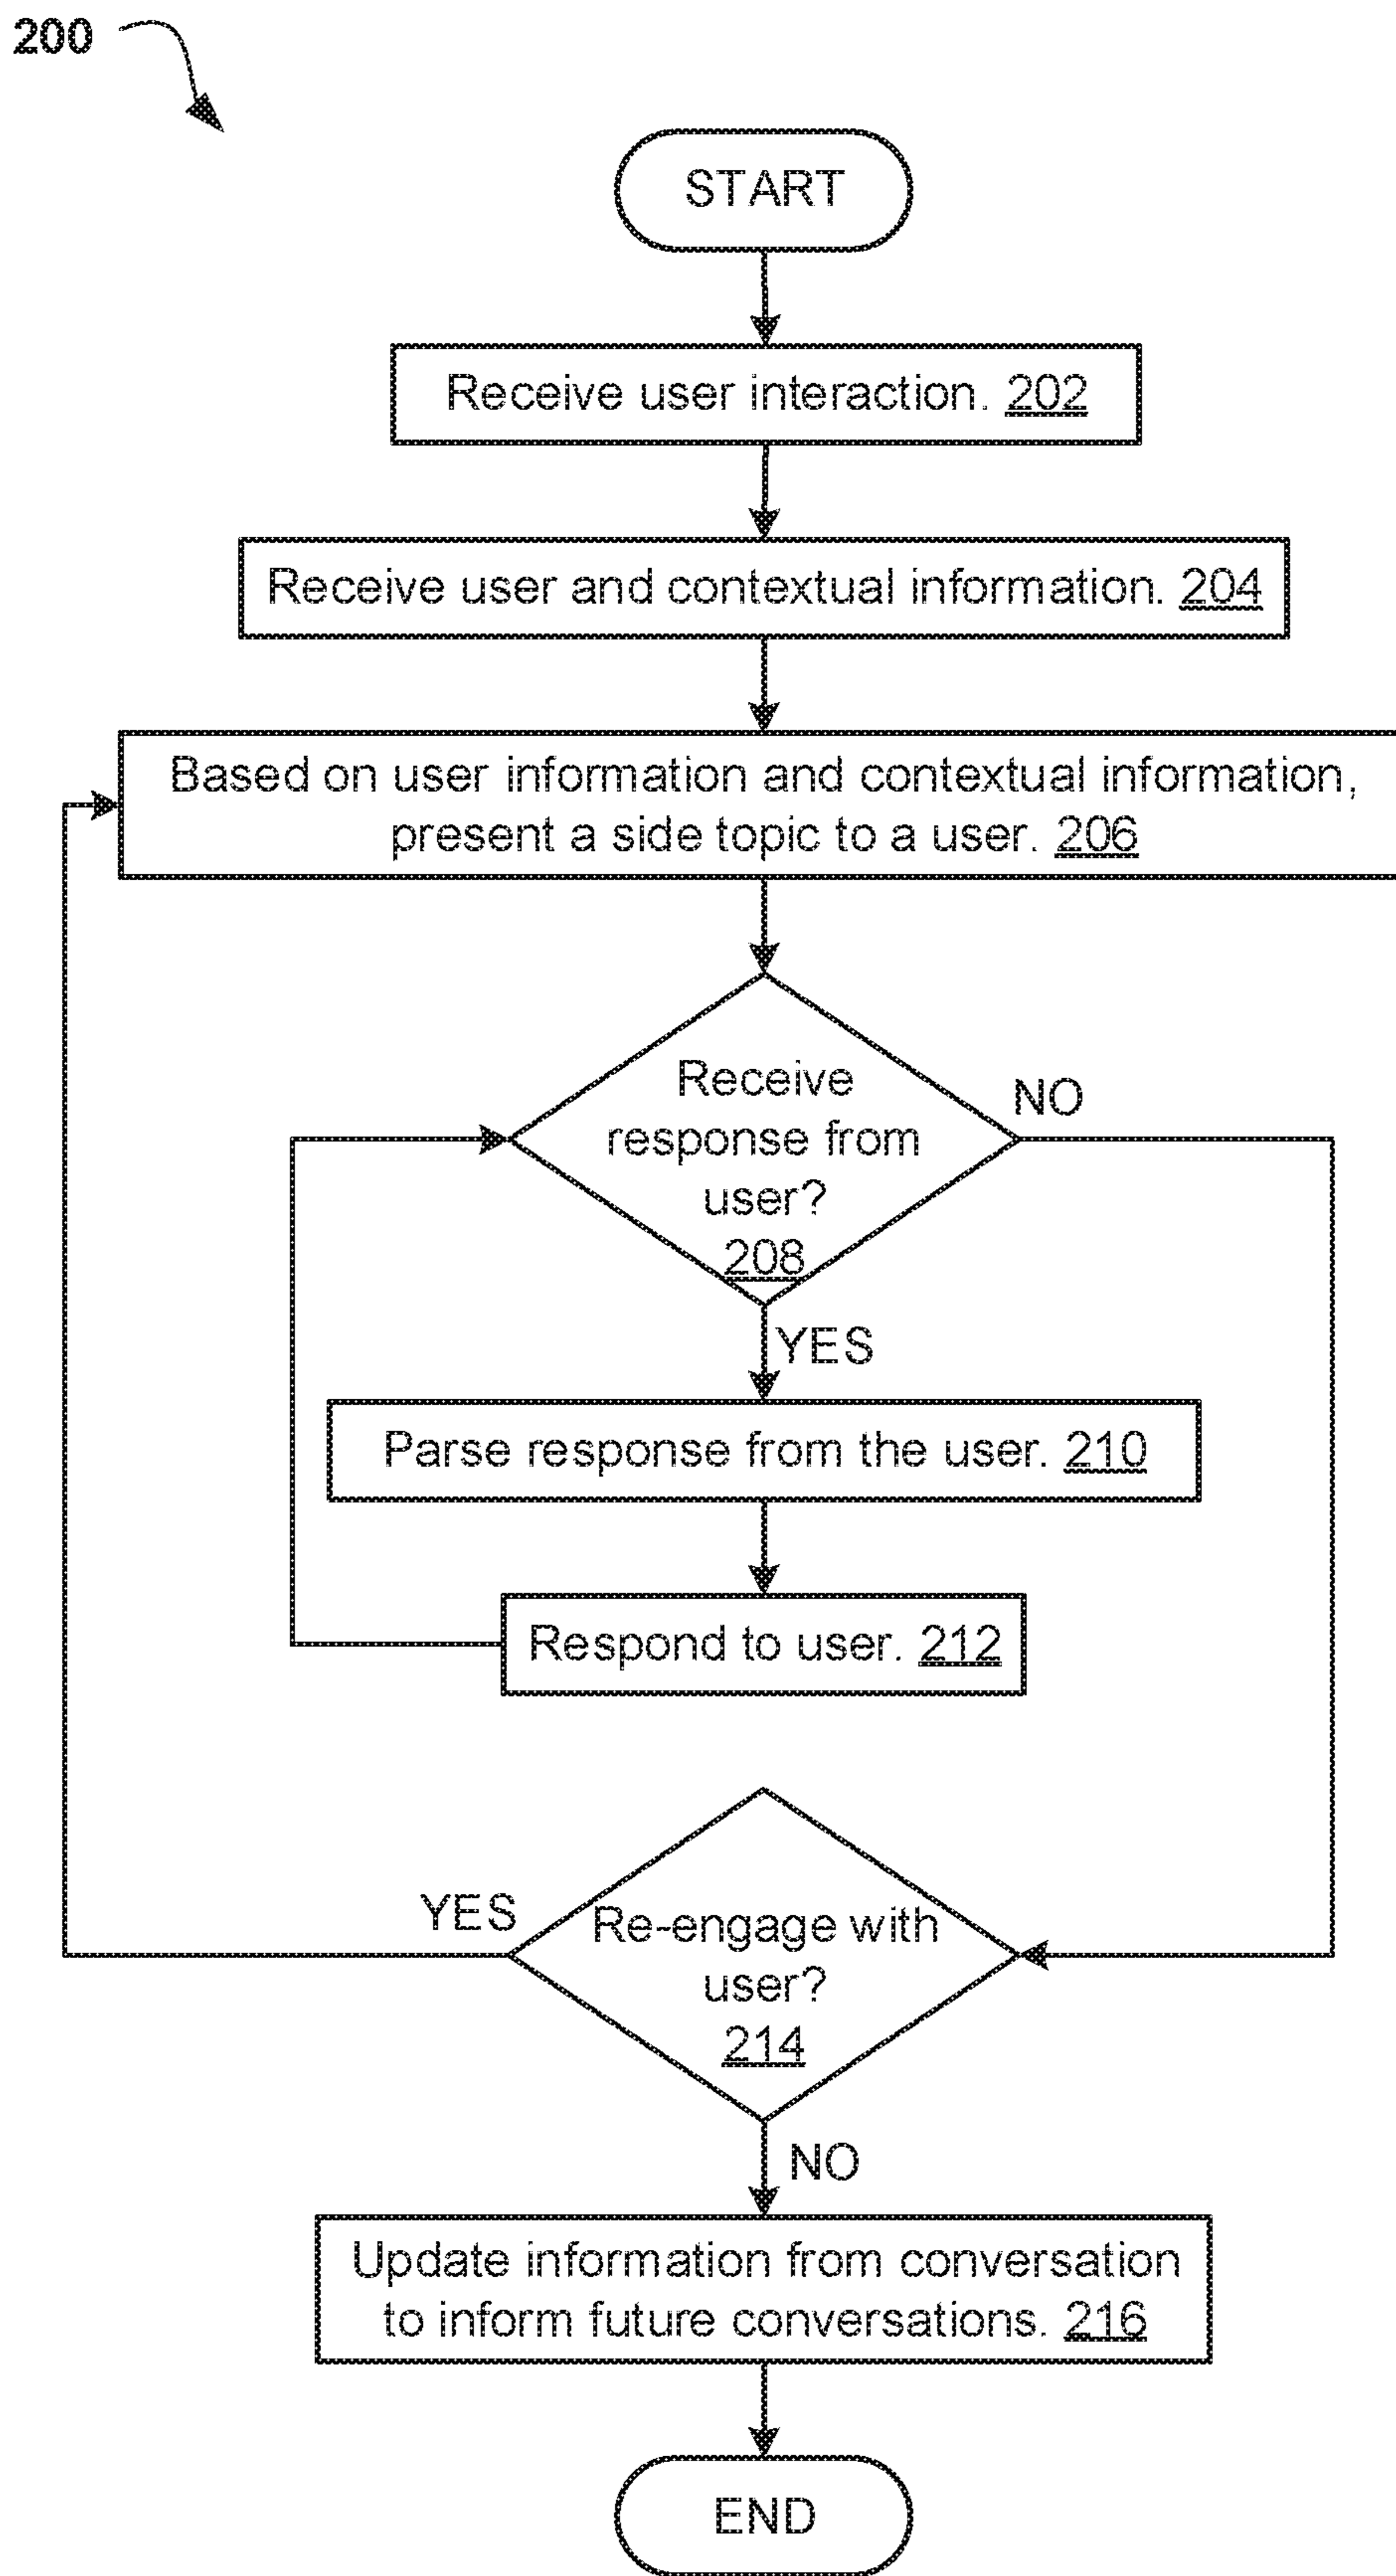 200
START
Receive user interaction. 202
Receive user and contextual information. 204
Based on user information and contextual information,
present a side topic to a user. 206
Receive
response from
user?
208
NO
YES
Parse response from the user. 210
Respond to user. 212
YES
Re-engage with
user?
214
NO
Update information from conversation
to inform future conversations. 216
END